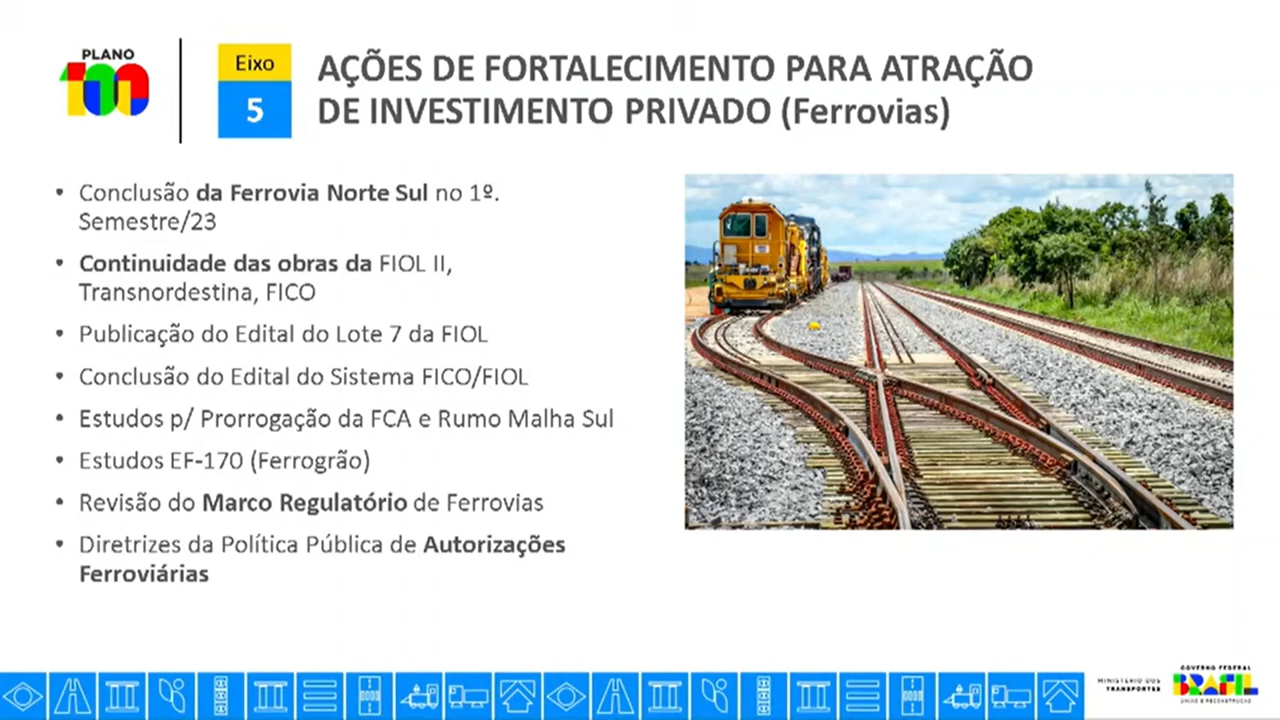 PLANO
100
Eixo
5
AÇÕES DE FORTALECIMENTO PARA ATRAÇÃO
DE INVESTIMENTO PRIVADO (Ferrovias)
• Conclusão da Ferrovia Norte Sul no 1º.
Semestre/23
• Continuidade das obras da FIOL II,
Transnordestina, FICO
• Publicação do Edital do Lote 7 da FIOL
• Conclusão do Edital do Sistema FICO/FIOL
• Estudos p/ Prorrogação da FCA e Rumo Malha Sul
• Estudos EF-170 (Ferrogrão)
• Revisão do Marco Regulatório de Ferrovias
• Diretrizes da Política Pública de Autorizações
Ferroviárias
MINISTÉRIO DOS
TRANSPORTES
GOVERNO FEDERAL
BRASIL
UNIÃO E RECONSTRUÇÃO